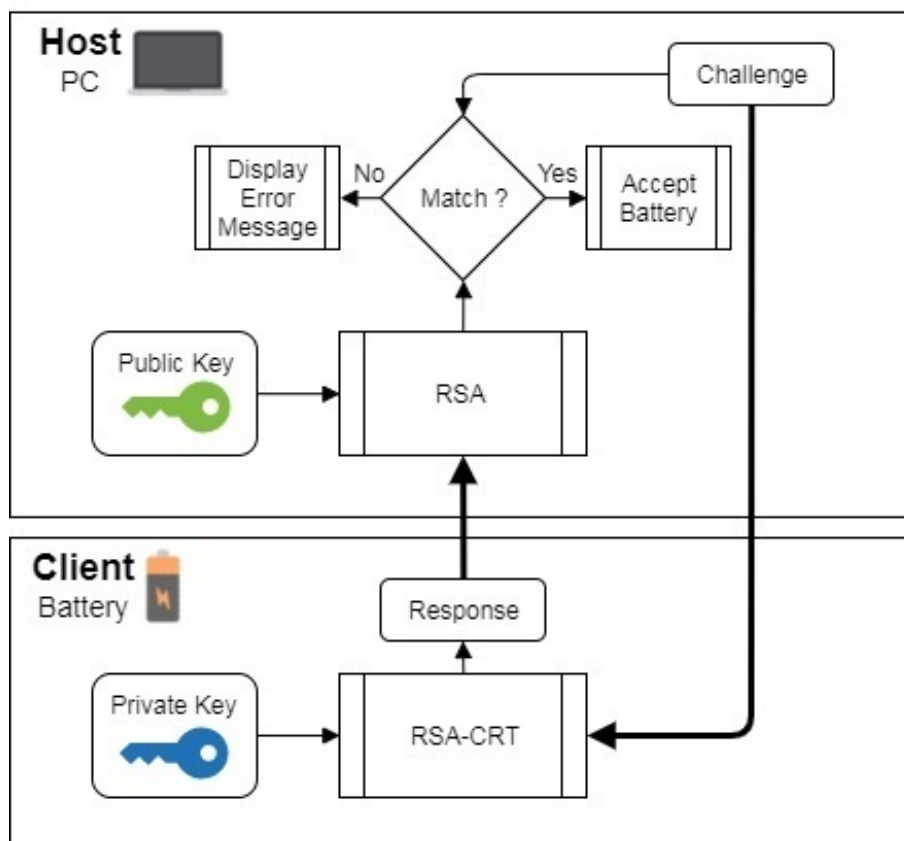 Host
PC
Challenge
Display
Error
Message
No
Match ?
Yes
Accept
Battery
Public Key
RSA
Client
Battery
Response
Private Key
RSA-CRT